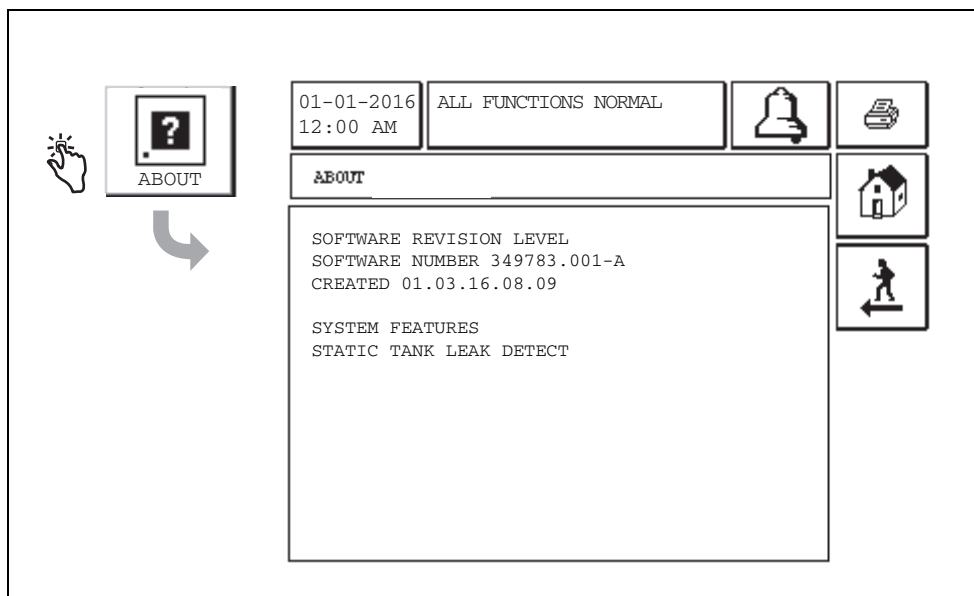 ?
ABOUT
01-01-2016
12:00 AM
ALL FUNCTIONS NORMAL
ABOUT
SOFTWARE REVISION LEVEL
SOFTWARE NUMBER 349783.001-A
CREATED 01.03.16.08.09
SYSTEM FEATURES
STATIC TANK LEAK DETECT